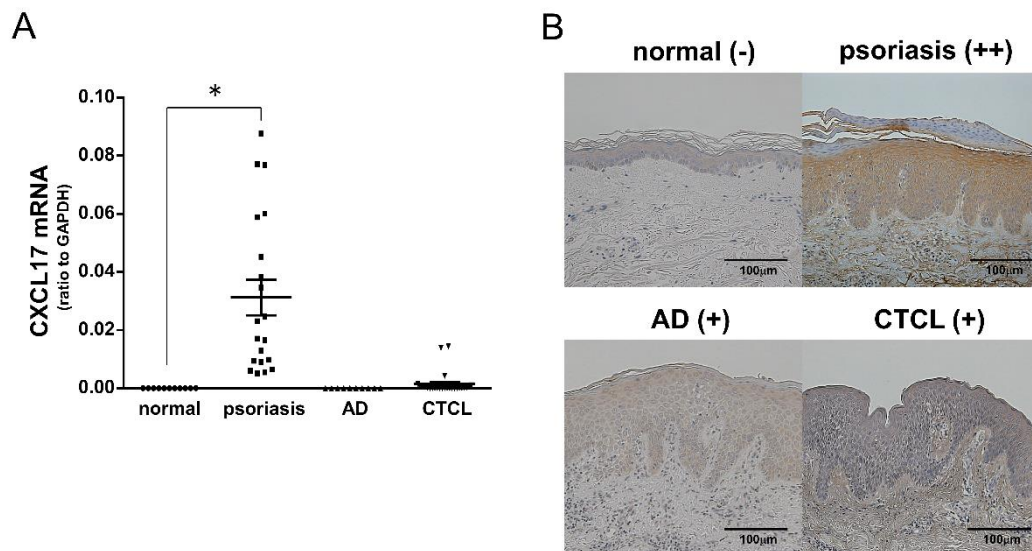 A
CXCL17 mRNA
(ratio to GAPDH)
0.10
0.08
0.06
0.04
0.02
0.00
*
normal psoriasis AD CTCL
B
normal (-) psoriasis (++)
100μm 100μm
AD (+) CTCL (+)
100μm 100μm